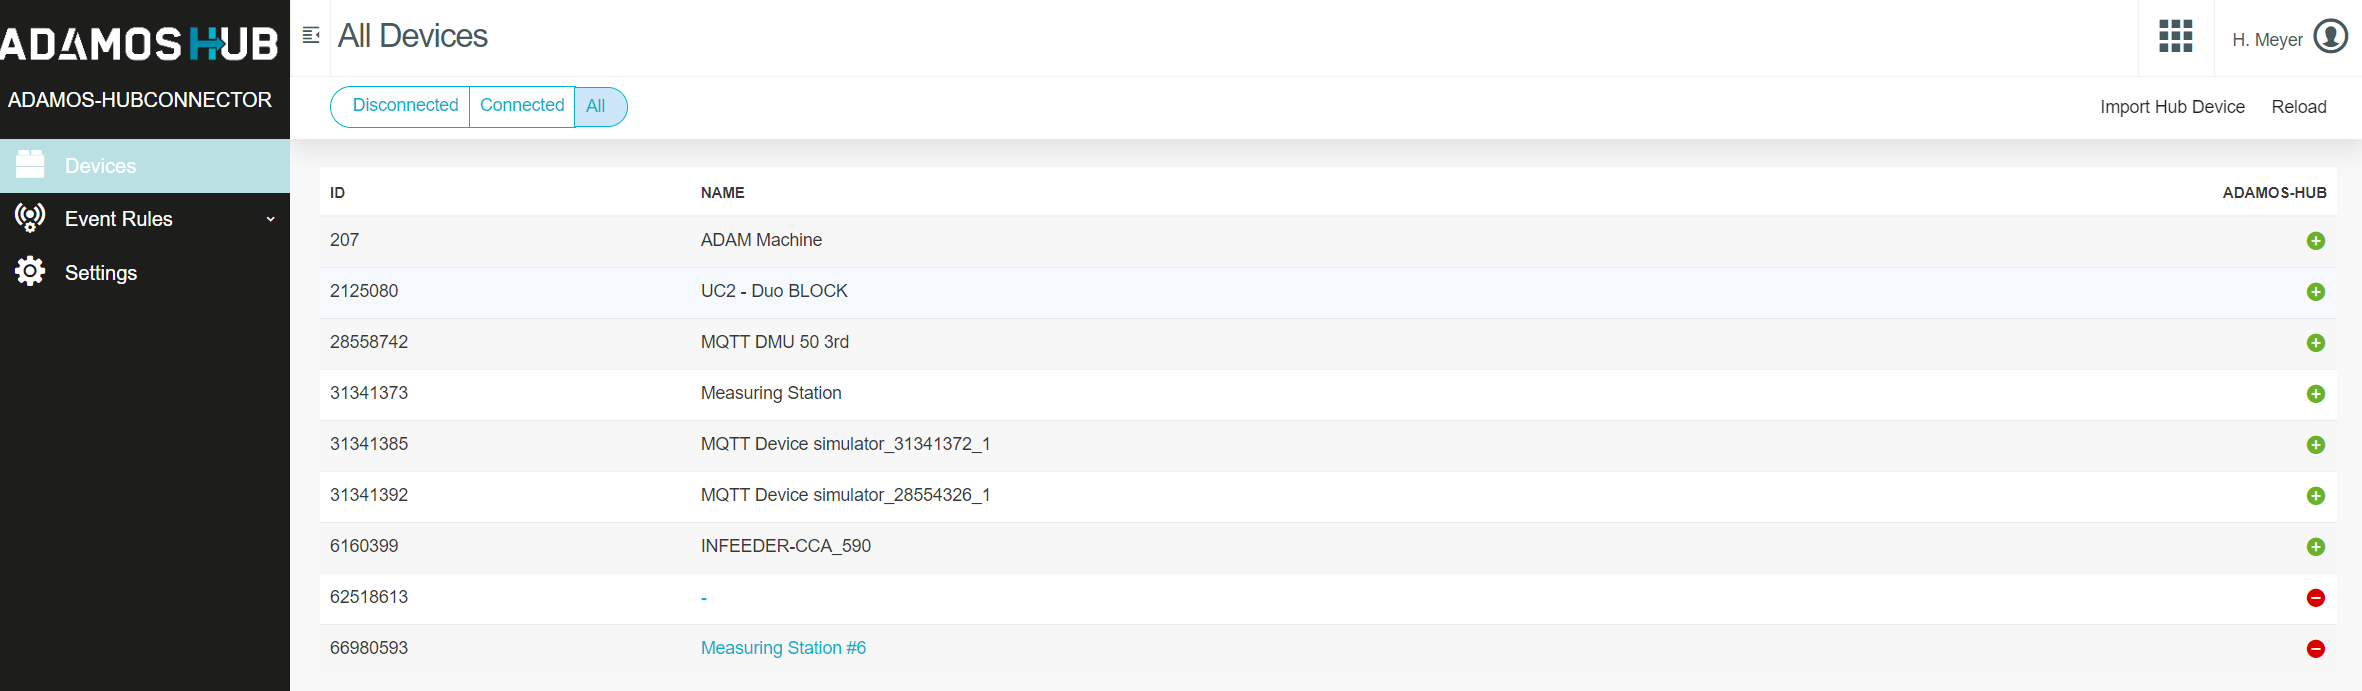 ADAMOS HUB
ADAMOS-HUBCONNECTOR
Devices
Event Rules
Settings
All Devices
H. Meyer
Disconnected Connected All
Import Hub Device Reload
ID NAME ADAMOS-HUB
207 ADAM Machine
2125080 UC2 - Duo BLOCK
28558742 MQTT DMU 50 3rd
31341373 Measuring Station
31341385 MQTT Device simulator_31341372_1
31341392 MQTT Device simulator_28554326_1
6160399 INFEEDER-CCA_590
62518613 -
66980593 Measuring Station #6